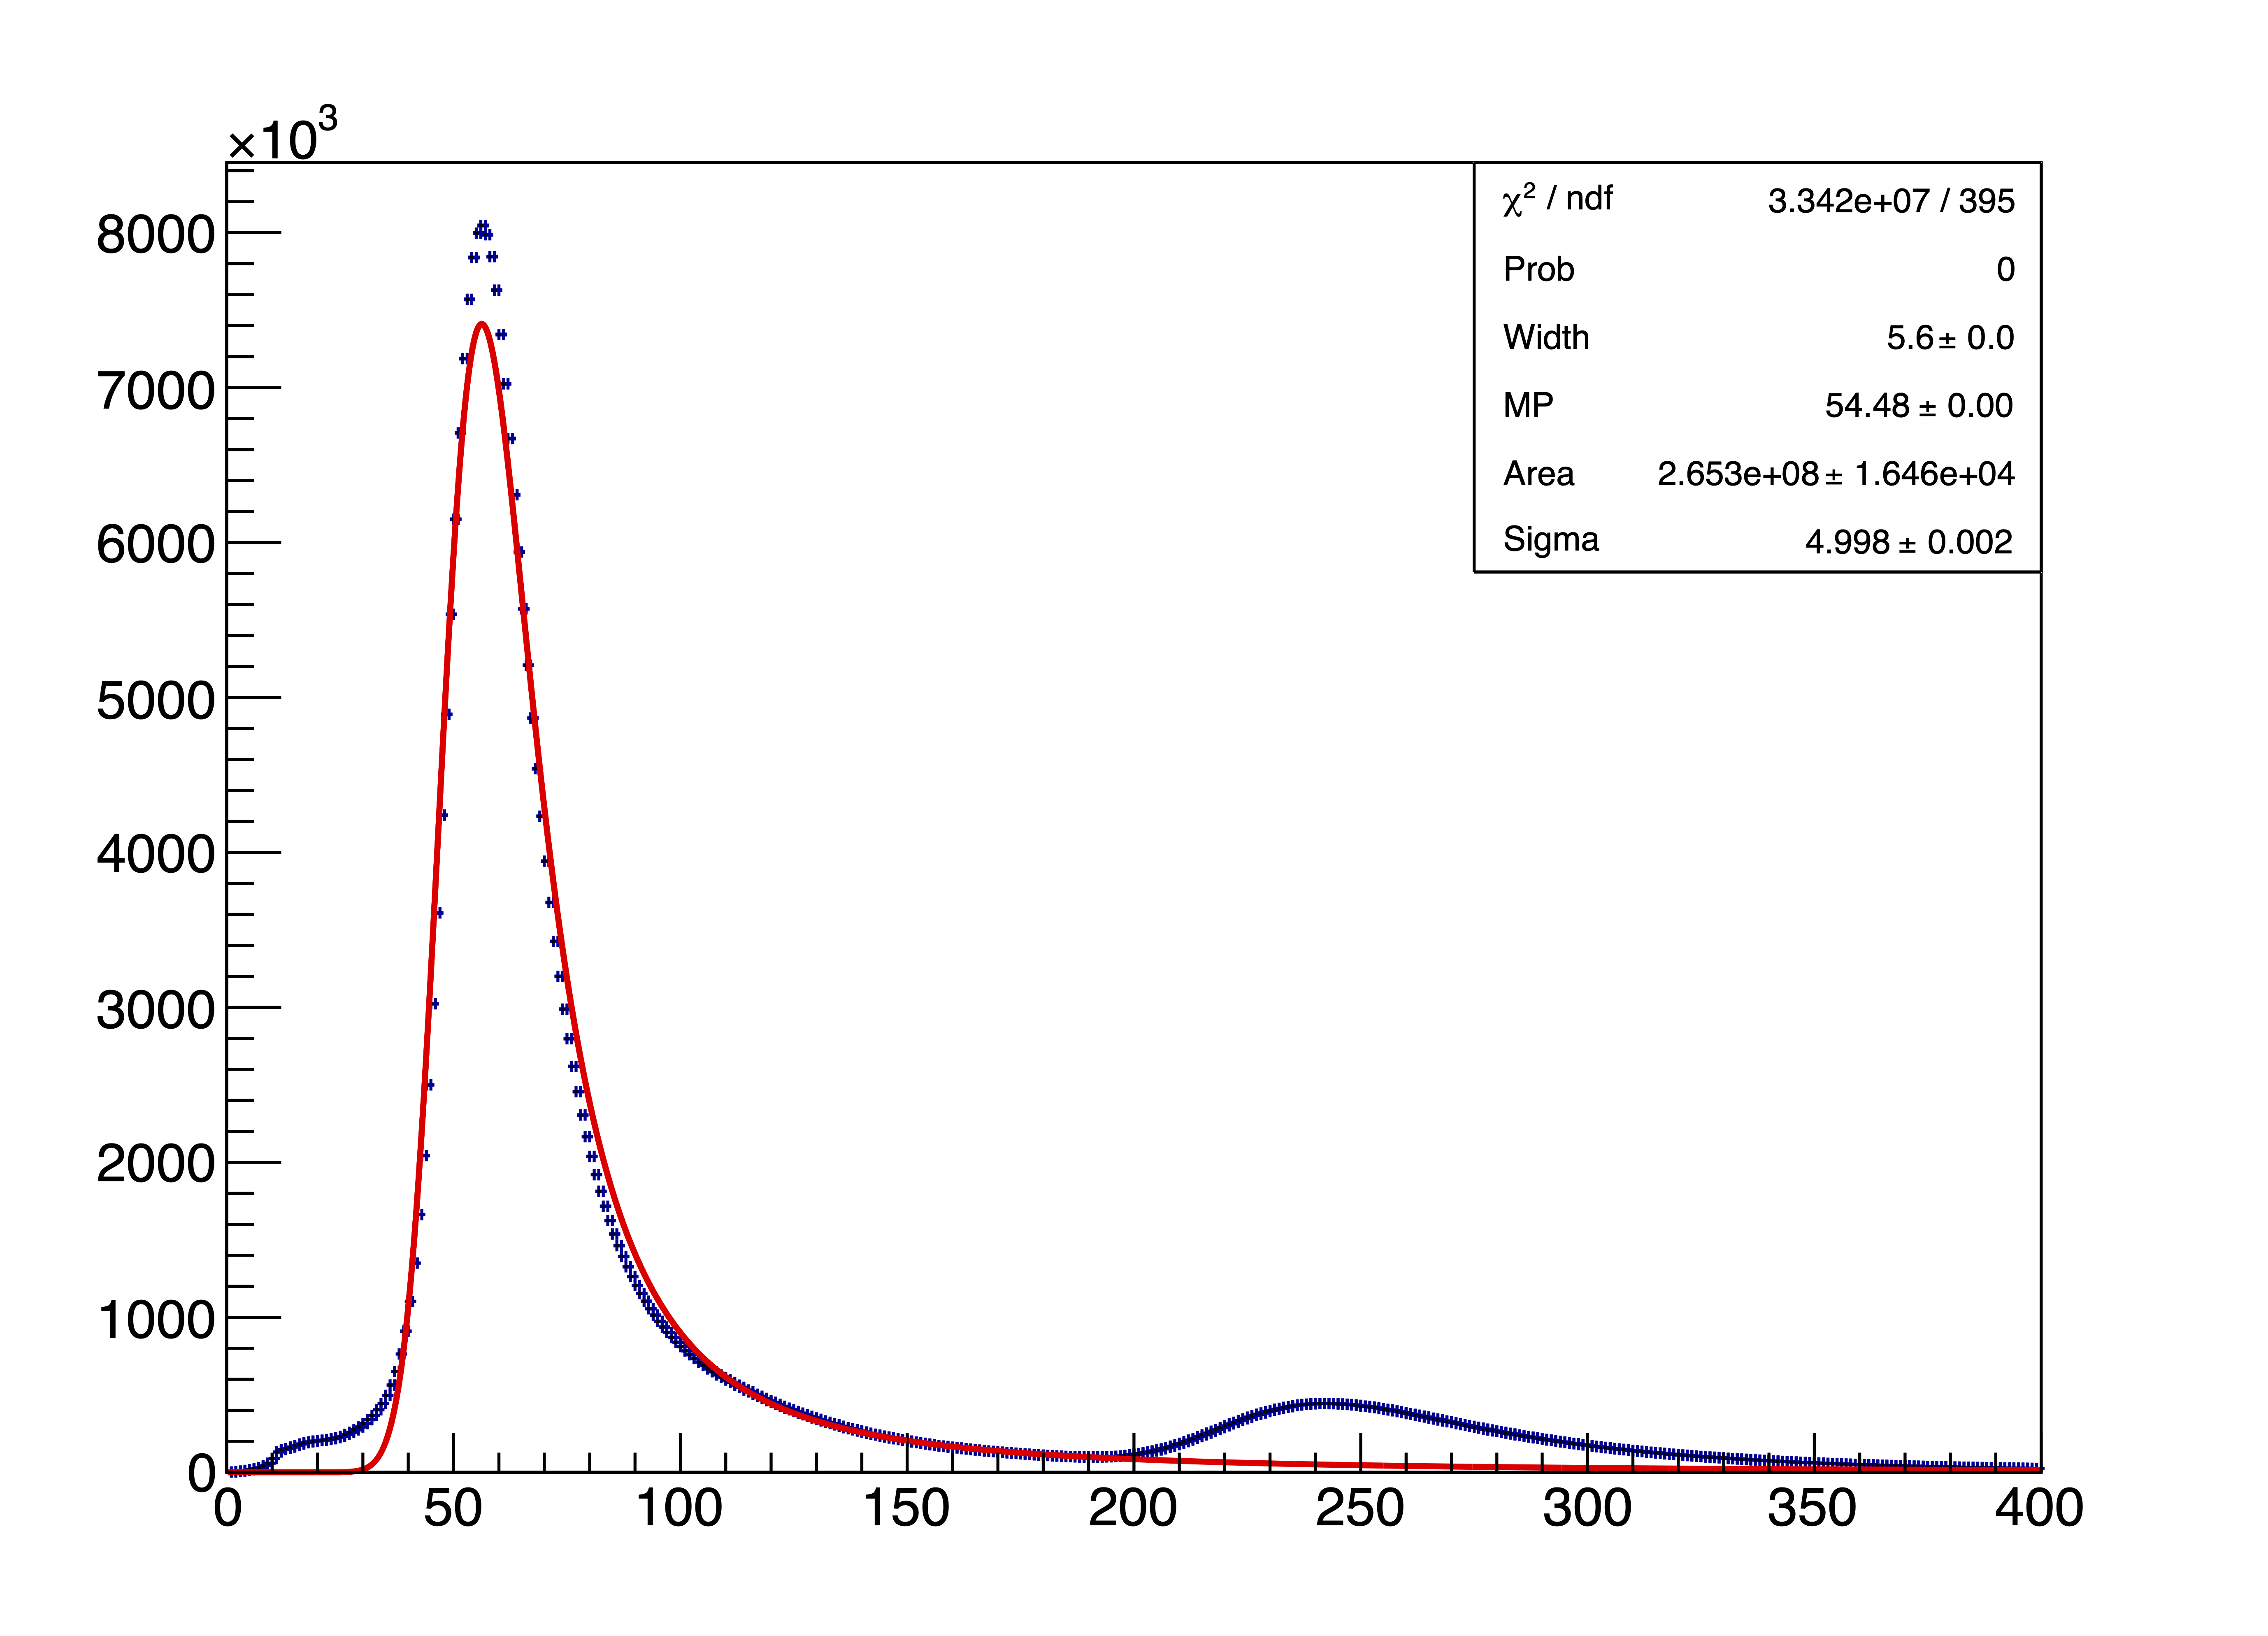 ×10³
8000
7000
6000
5000
4000
3000
2000
1000
0
χ² / ndf 3.342e+07 / 395
Prob 0
Width 5.6 ± 0.0
MP 54.48 ± 0.00
Area 2.653e+08 ± 1.646e+04
Sigma 4.998 ± 0.002
0 50 100 150 200 250 300 350 400